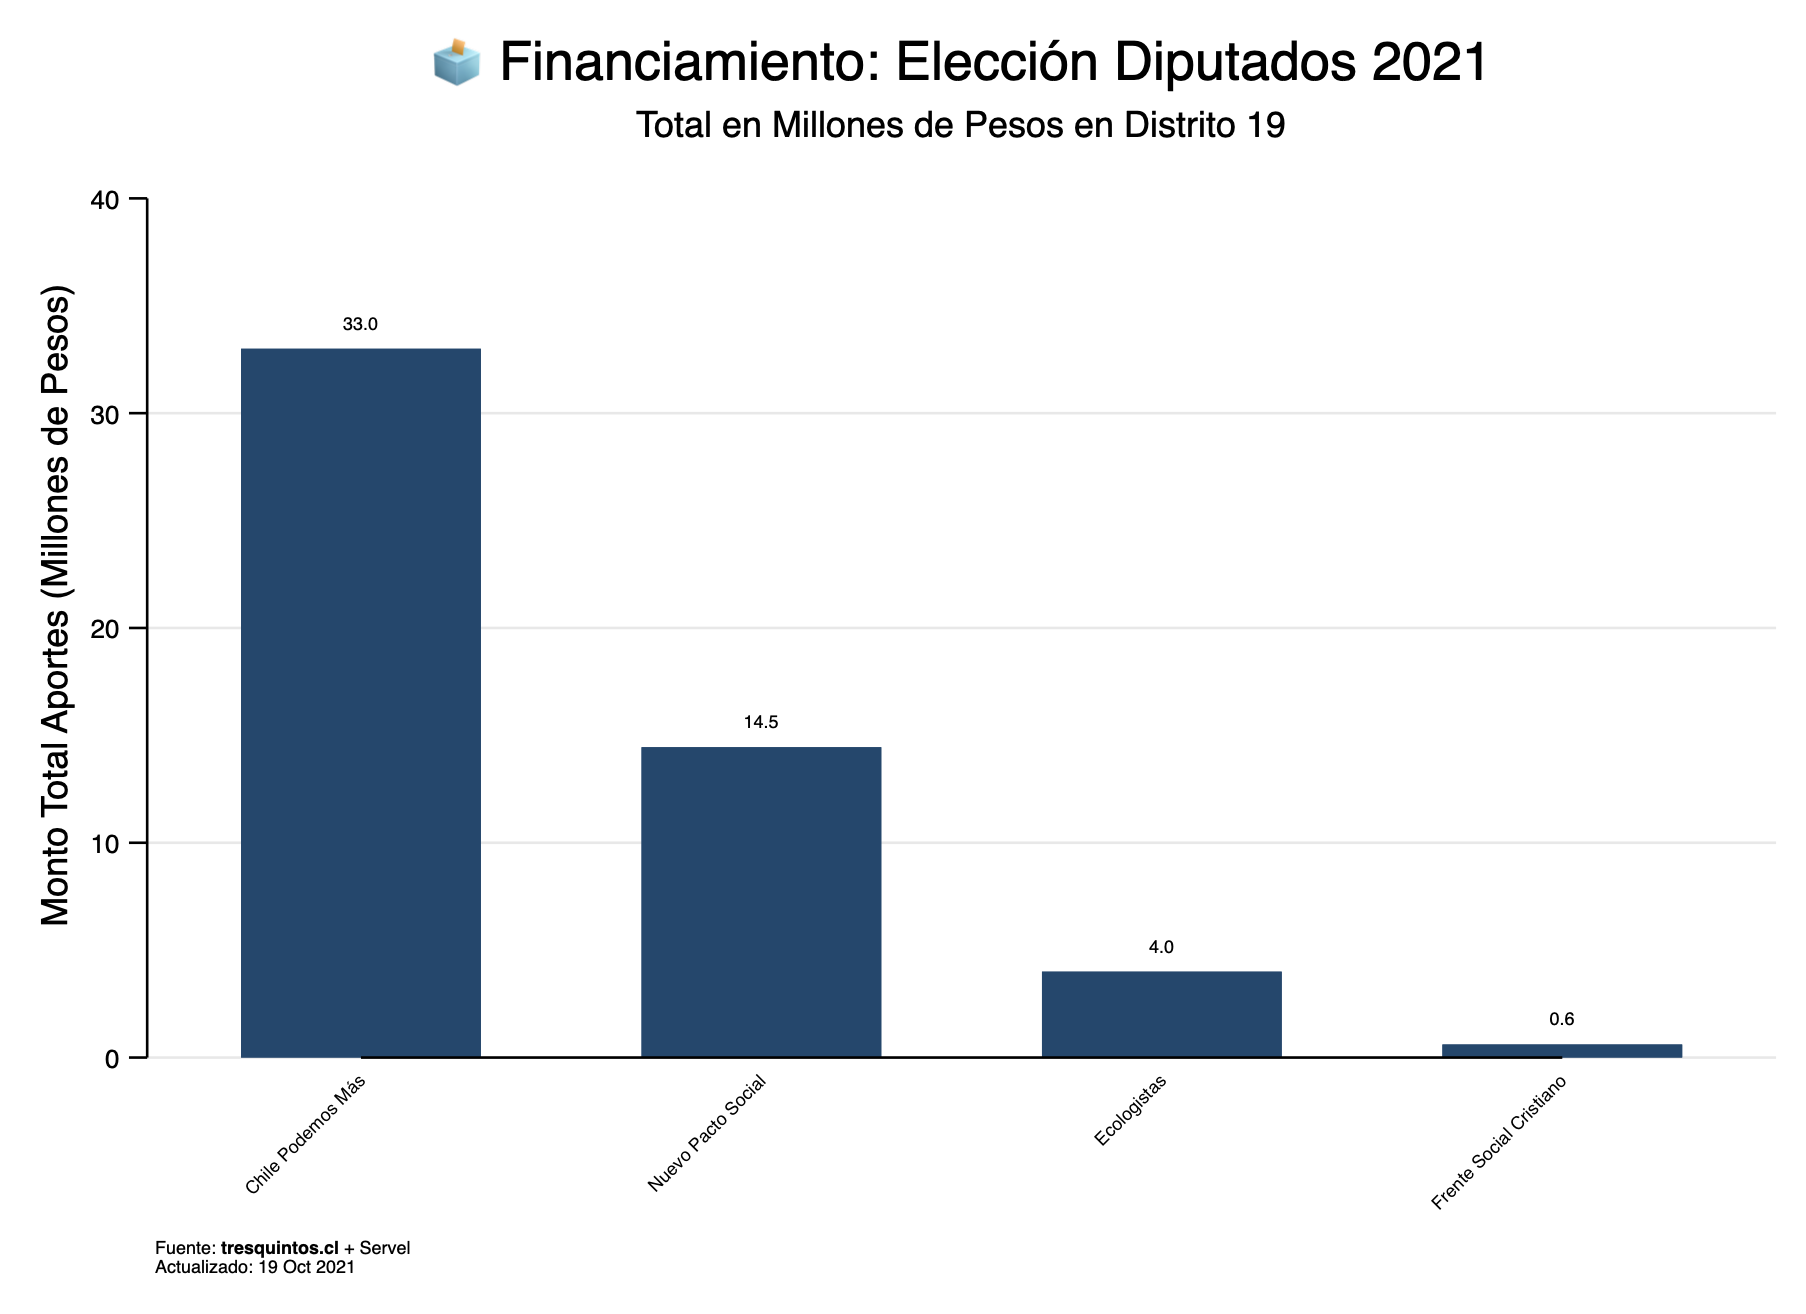 Financiamiento: Elección Diputados 2021
Total en Millones de Pesos en Distrito 19
Monto Total Aportes (Millones de Pesos)
40
30
20
10
0
33.0
14.5
4.0
0.6
Chile Podemos Más
Nuevo Pacto Social
Ecologistas
Frente Social Cristiano
Fuente: tresquintos.cl + Servel
Actualizado: 19 Oct 2021